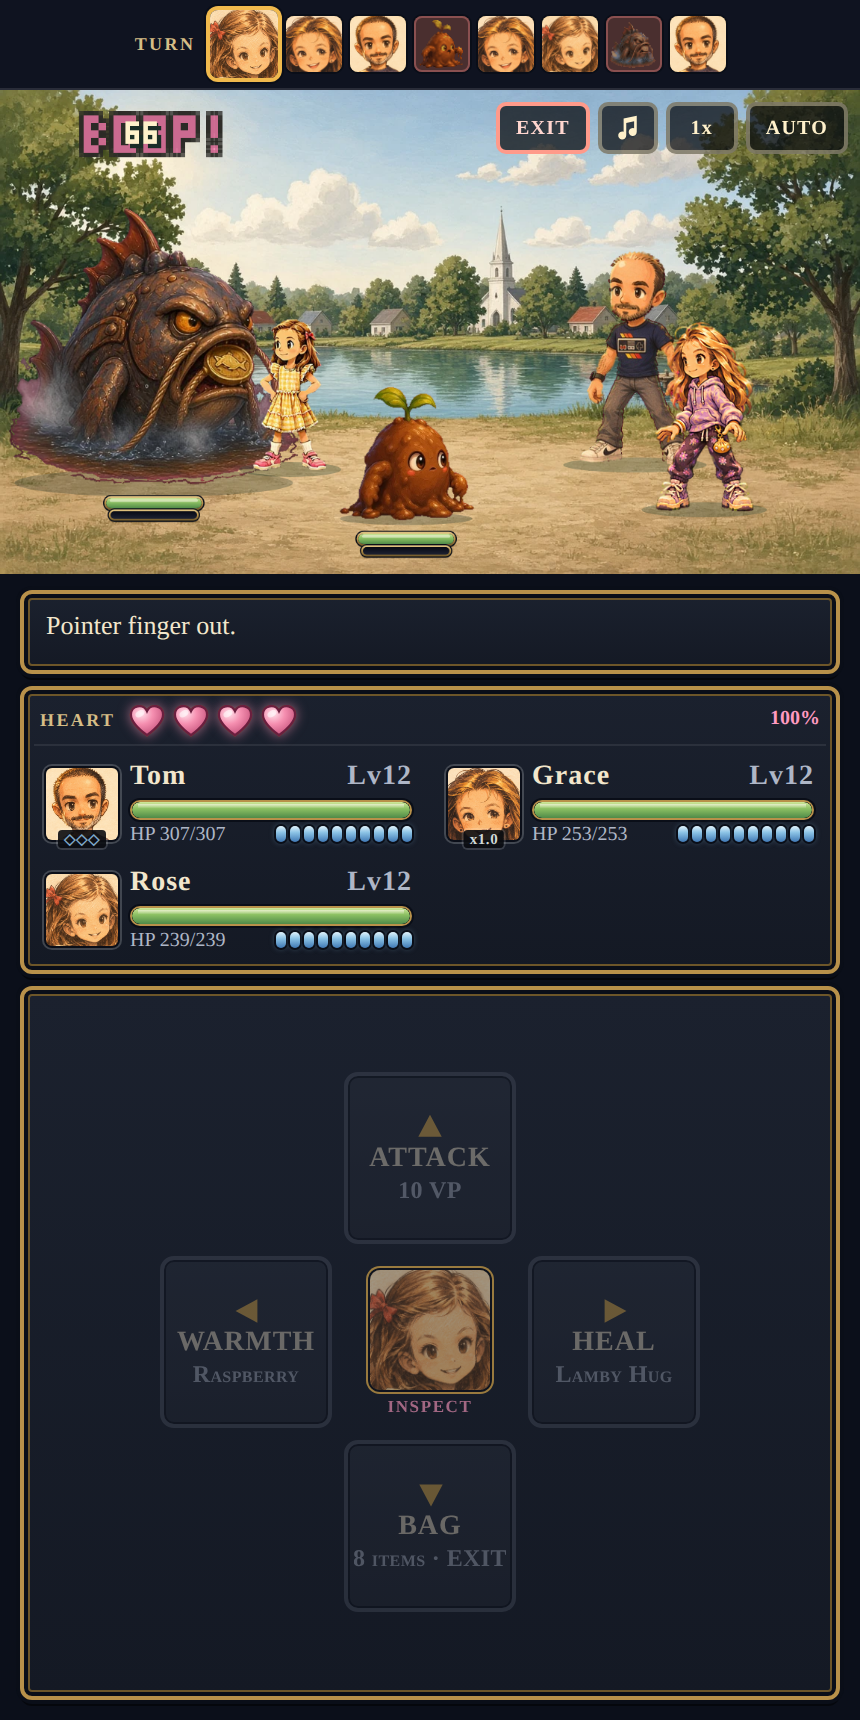 TURN
66
EXIT
1x
AUTO
Pointer finger out.
HEART
100%
Tom Lv12
HP 307/307
Grace Lv12
x1.0
HP 253/253
Rose Lv12
HP 239/239
ATTACK
10 VP
WARMTH
Raspberry
HEAL
Lamby Hug
INSPECT
BAG
8 items · EXIT